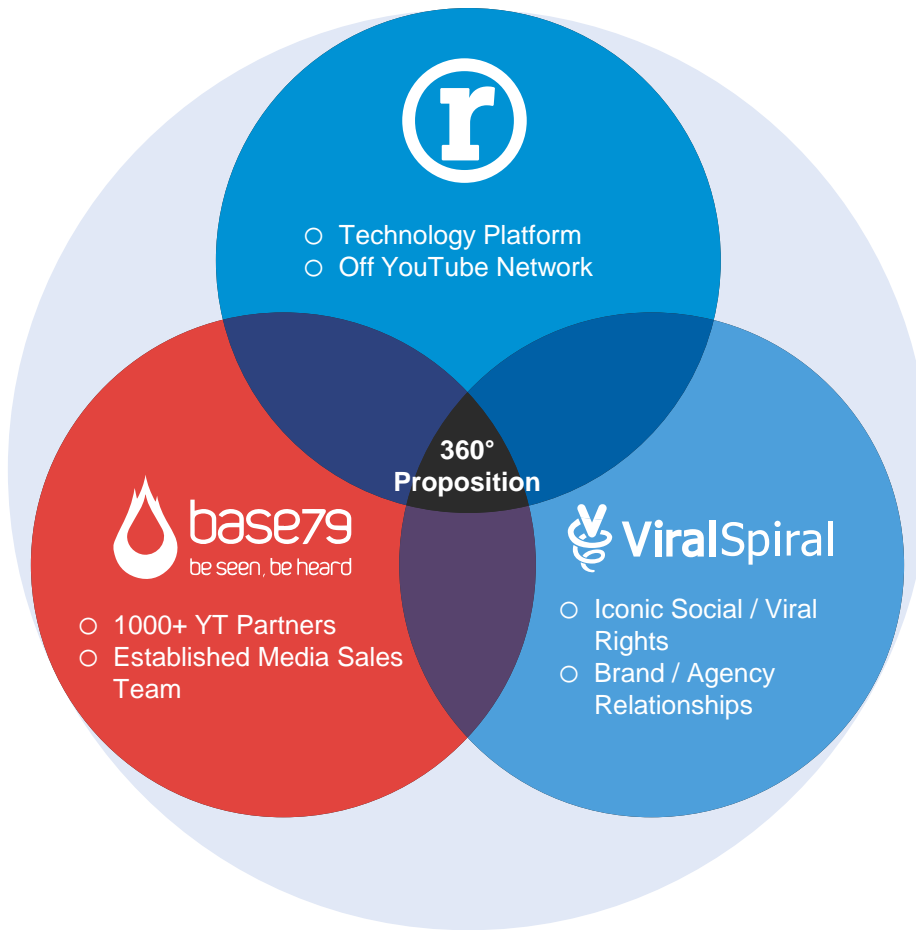 r
○ Technology Platform
○ Off YouTube Network
360°
Proposition
base79
be seen, be heard
○ 1000+ YT Partners
○ Established Media Sales
Team
ViralSpiral
○ Iconic Social / Viral
Rights
○ Brand / Agency
Relationships